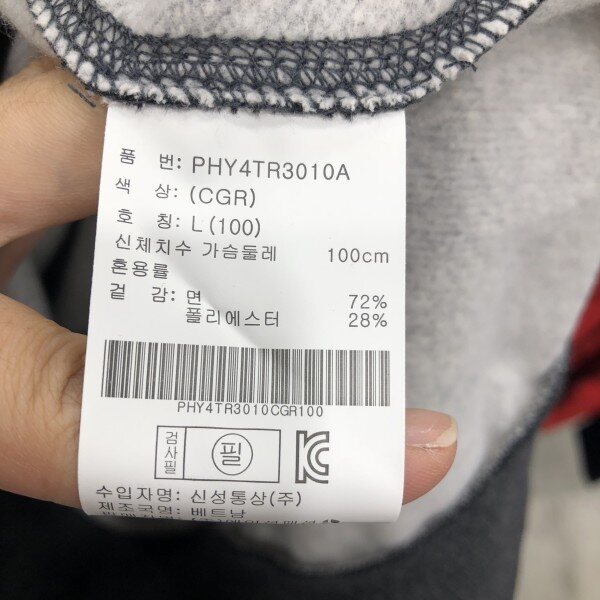 품 번: PHY4TR3010A
색 상: (CGR)
호 칭: L(100)
신체치수 가슴둘레 100cm
혼용률
겉 감: 면 72%
폴리에스터 28%
PHY4TR3010CGR100
검사필 필 KC
수입자명: 신성통상(주)
제조국명: 베트남